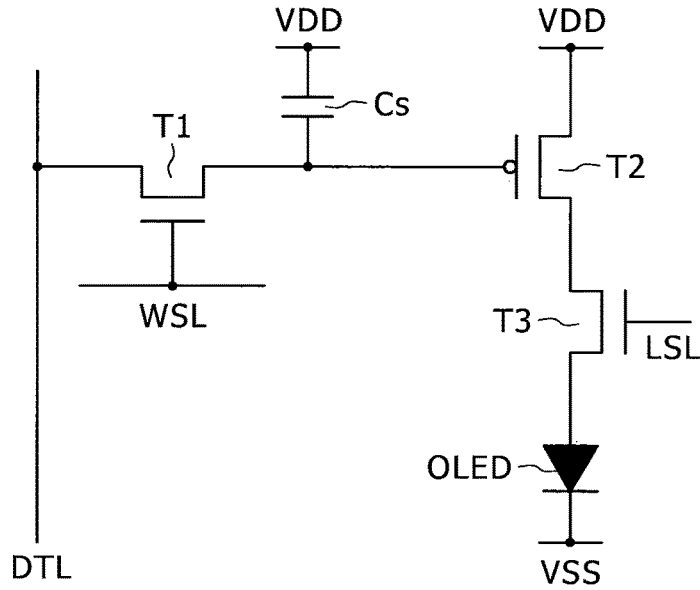 VDD
VDD
Cs
T1
T2
WSL
T3
LSL
OLED
DTL
VSS